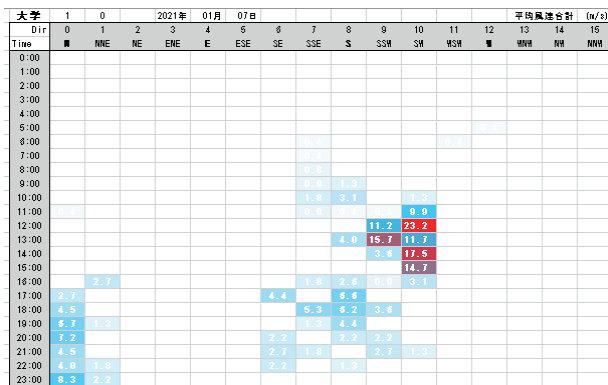 大学 1 0 2021年 01月 07日 平均風速合計 (m/s)
Dir 0 1 2 3 4 5 6 7 8 9 10 11 12 13 14 15
Time N NNE NE ENE E ESE SE SSE S SSW SW WSW W WNW NW NNW
0:00
1:00
2:00
3:00
4:00
5:00
6:00
7:00
8:00
9:00 0.9 1.3
10:00 1.8 3.1 1.3
11:00 0.9 9.9
12:00 11.2 23.2
13:00 4.0 15.7 11.7
14:00 3.6 17.5
15:00 14.7
16:00 2.7 1.8 2.6 0.9 3.1
17:00 2.7 4.4 6.6
18:00 4.5 5.3 6.2 3.6
19:00 6.7 1.3 1.3 4.4
20:00 7.2 2.2 2.2 2.2
21:00 4.5 2.7 1.8 2.7 1.3
22:00 4.0 1.8 2.2 1.3
23:00 8.3 2.2